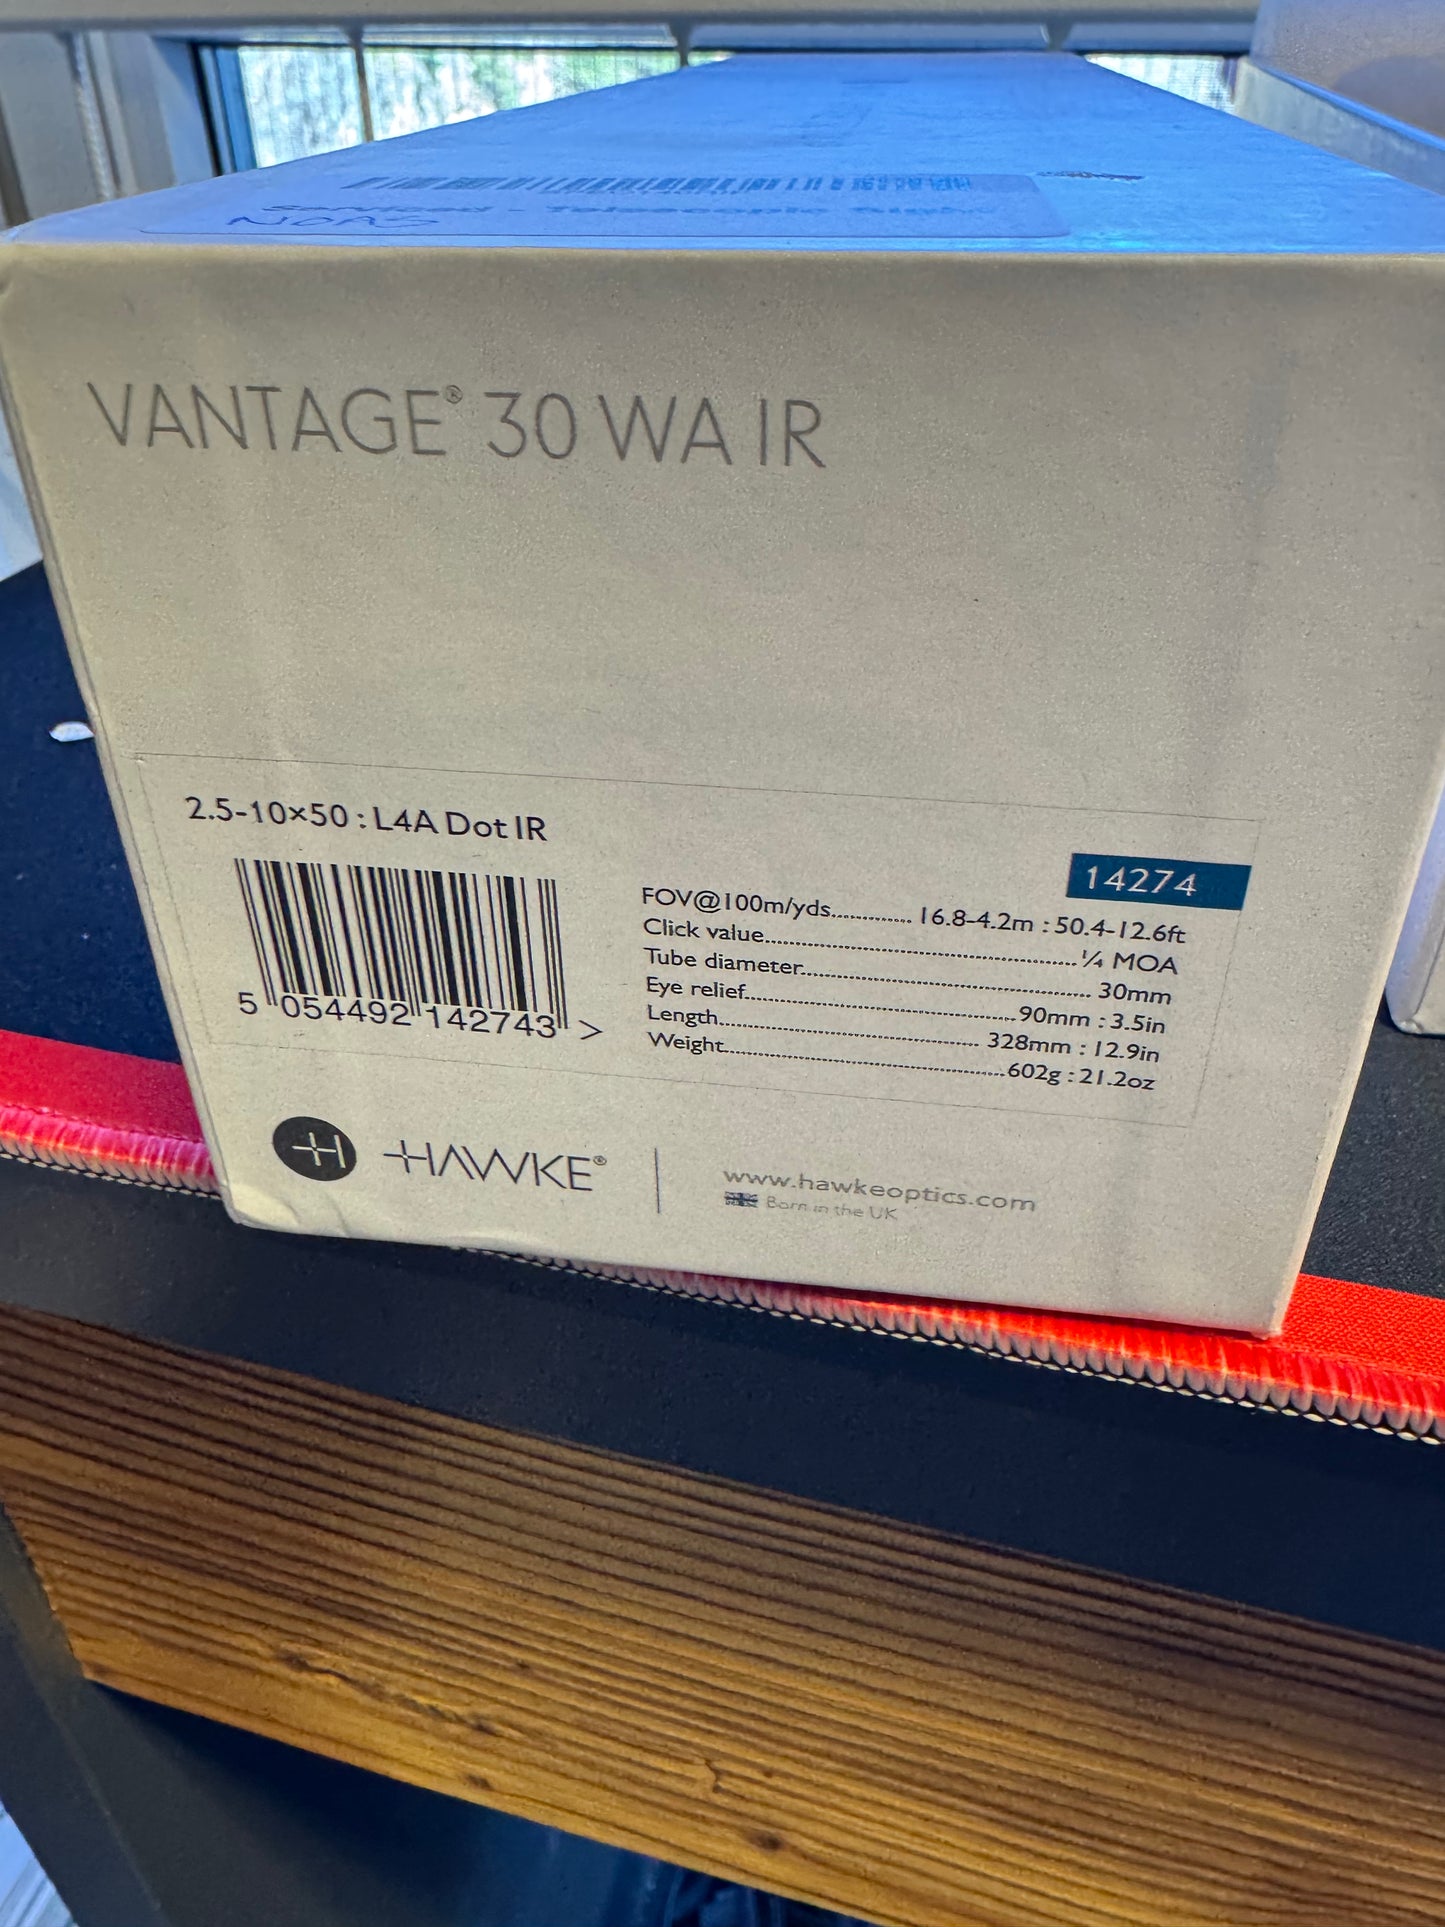 VANTAGE® 30 WA IR
2.5-10×50 : L4A Dot IR
14274
5 054492 142743 >
FOV@100m/yds............. 16.8-4.2m : 50.4-12.6ft
Click value................................................ ¼ MOA
Tube diameter............................................ 30mm
Eye relief.........................................90mm : 3.5in
Length........................................ 328mm : 12.9in
Weight...........................................602g : 21.2oz
H HAWKE®
www.hawkeoptics.com
Born in the UK